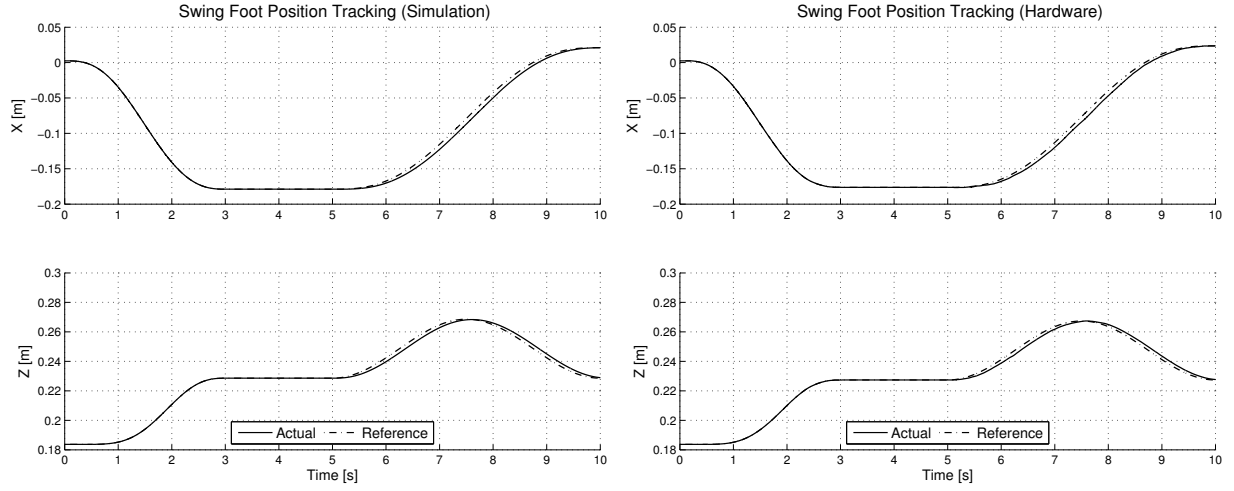 Swing Foot Position Tracking (Simulation)
0.05
0
−0.05
−0.1
−0.15
−0.2
X [m]
0 1 2 3 4 5 6 7 8 9 10
0.3
0.28
0.26
0.24
0.22
0.2
0.18
Z [m]
Actual Reference
0 1 2 3 4 5 6 7 8 9 10
Time [s]
Swing Foot Position Tracking (Hardware)
0.05
0
−0.05
−0.1
−0.15
−0.2
X [m]
0 1 2 3 4 5 6 7 8 9 10
0.3
0.28
0.26
0.24
0.22
0.2
0.18
Z [m]
Actual Reference
0 1 2 3 4 5 6 7 8 9 10
Time [s]